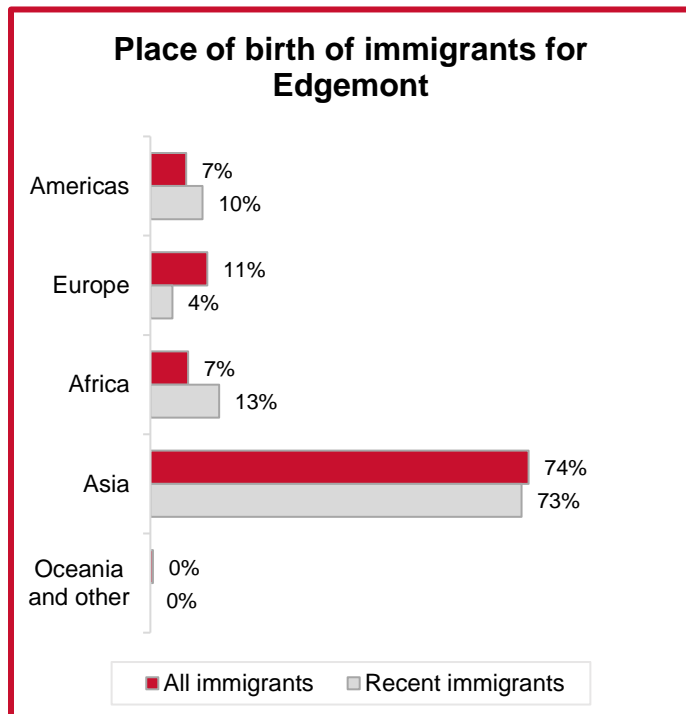 Place of birth of immigrants for
Edgemont
Americas
7%
10%
Europe
11%
4%
Africa
7%
13%
Asia
74%
73%
Oceania
and other
0%
0%
All immigrants
Recent immigrants